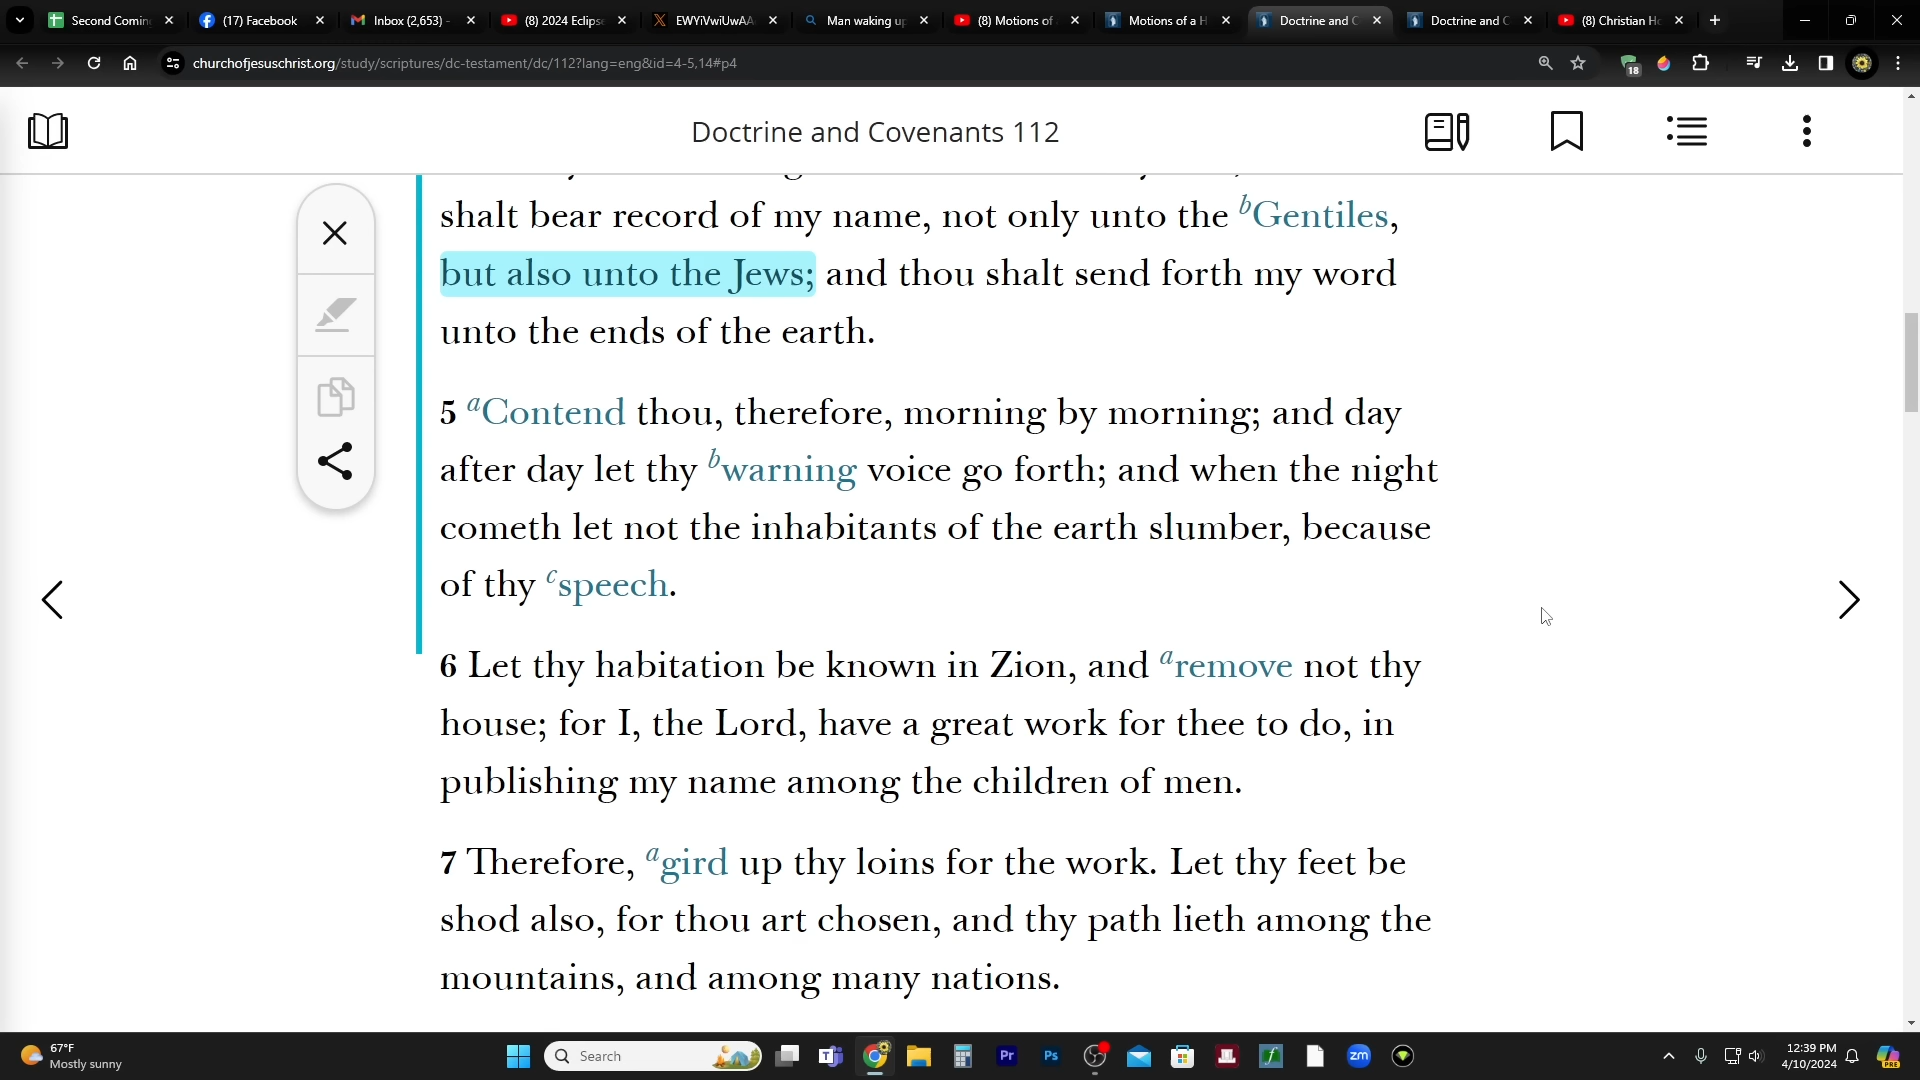 Second Comin
(17) Facebook
Inbox (2,653) -
(8) 2024 Eclips
EWYiVwiUwAA
Man waking up
(8) Motions of
Motions of a H
Doctrine and C
Doctrine and C
(8) Christian Ho
churchofjesuschrist.org/study/scriptures/dc-testament/dc/112?lang=eng&id=4-5,14#p4
18
Doctrine and Covenants 112
shalt bear record of my name, not only unto the bGentiles,
but also unto the Jews; and thou shalt send forth my word
unto the ends of the earth.
5 aContend thou, therefore, morning by morning; and day
after day let thy bwarning voice go forth; and when the night
cometh let not the inhabitants of the earth slumber, because
of thy cspeech.
6 Let thy habitation be known in Zion, and aremove not thy
house; for I, the Lord, have a great work for thee to do, in
publishing my name among the children of men.
7 Therefore, agird up thy loins for the work. Let thy feet be
shod also, for thou art chosen, and thy path lieth among the
mountains, and among many nations.
67°F
Mostly sunny
Search
Pr
Ps
zm
12:39 PM
4/10/2024
PRE